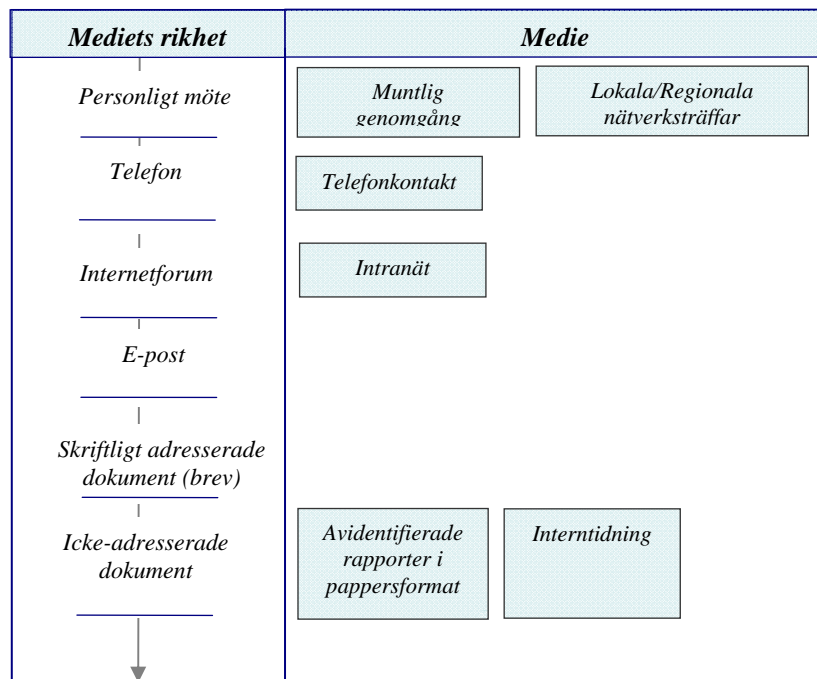 Mediets rikhet
Medie
Personligt möte
Muntlig
genomgång
Lokala/Regionala
nätverksträffar
Telefon
Telefonkontakt
Internetforum
Intranät
E-post
Skriftligt adresserade
dokument (brev)
Icke-adresserade
dokument
Avidentifierade
rapporter i
pappersformat
Interntidning